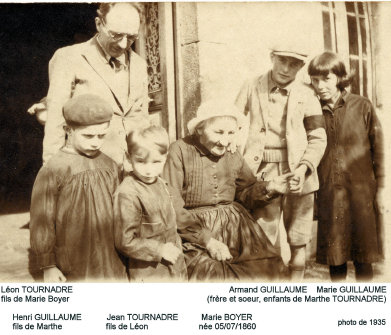 Léon TOURNADRE
fils de Marie Boyer
Armand GUILLAUME Marie GUILLAUME
(frère et soeur, enfants de Marthe TOURNADRE)
Henri GUILLAUME
fils de Marthe
Jean TOURNADRE
fils de Léon
Marie BOYER
née 05/07/1860
photo de 1935